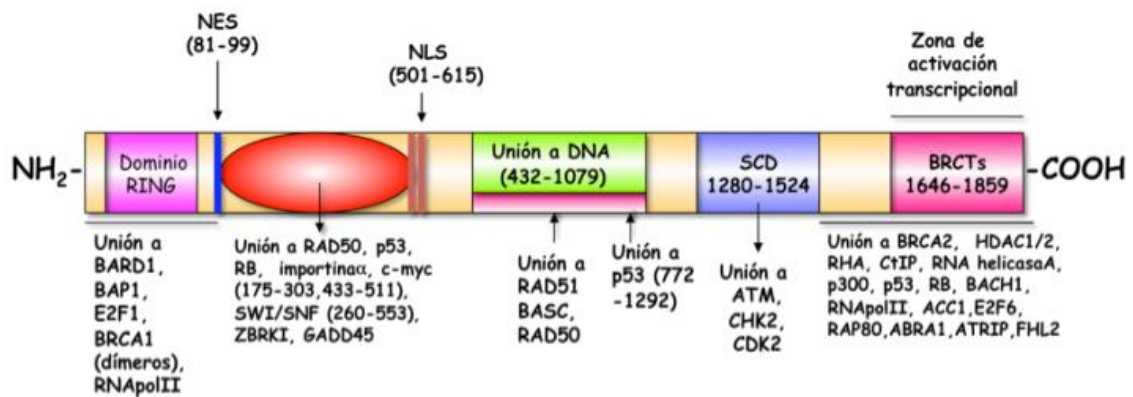 NES
(81-99)
NLS
(501-615)
Zona de
activación
transcripcional
NH₂-
Dominio
RING
Unión a DNA
(432-1079)
SCD
1280-1524
BRCTs
1646-1859
-COOH
Unión a
BARD1,
BAP1,
E2F1,
BRCA1
(dímeros),
RNApolII
Unión a RAD50, p53,
RB, importinaα, c-myc
(175-303,433-511),
SWI/SNF (260-553),
ZBRKI, GADD45
Unión a
RAD51
BASC,
RAD50
Unión a
p53 (772
-1292)
Unión a
ATM,
CHK2,
CDK2
Unión a BRCA2, HDAC1/2,
RHA, CtIP, RNA helicasaA,
p300, p53, RB, BACH1,
RNApolII, ACC1,E2F6,
RAP80,ABRA1,ATRIP,FHL2